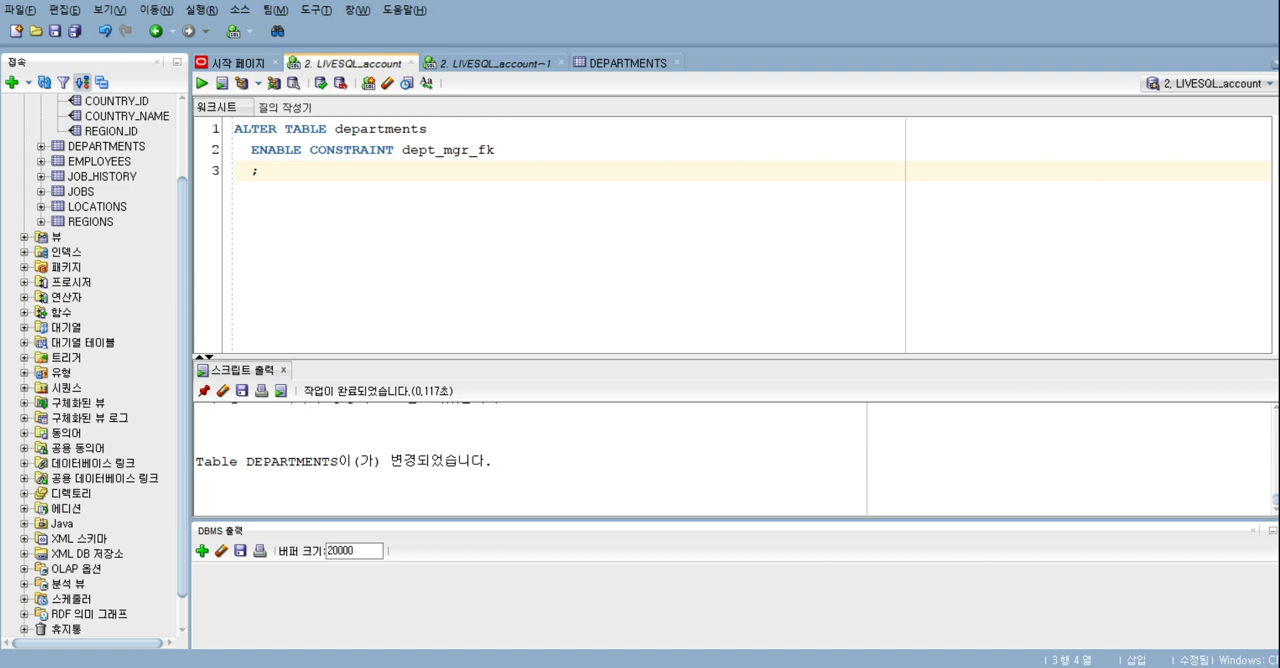 파일(F) 편집(E) 보기(V) 이동(N) 실행(R) 소스 팀(M) 도구(T) 창(W) 도움말(H)
접속
시작 페이지
2. LIVESQL_account
2. LIVESQL_account~1
DEPARTMENTS
2. LIVESQL_account
워크시트 질의 작성기
COUNTRY_ID
COUNTRY_NAME
REGION_ID
DEPARTMENTS
EMPLOYEES
JOB_HISTORY
JOBS
LOCATIONS
REGIONS
뷰
인덱스
패키지
프로시저
연산자
함수
대기열
대기열 테이블
트리거
유형
시퀀스
구체화된 뷰
구체화된 뷰 로그
동의어
공용 동의어
데이터베이스 링크
공용 데이터베이스 링크
디렉토리
에디션
Java
XML 스키마
XML DB 저장소
OLAP 옵션
분석 뷰
스케줄러
RDF 의미 그래프
휴지통
1 ALTER TABLE departments
2 ENABLE CONSTRAINT dept_mgr_fk
3 ;
스크립트 출력
작업이 완료되었습니다.(0.117초)
Table DEPARTMENTS이(가) 변경되었습니다.
DBMS 출력
버퍼 크기: 20000
3 행 4 열 삽입 수정됨 Windows: